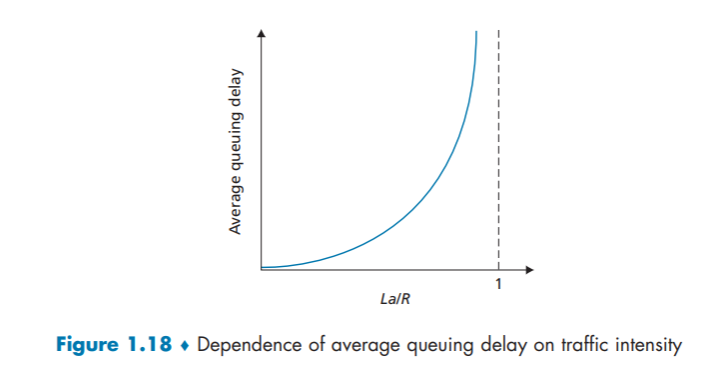 Average queuing delay
1
La/R
Figure 1.18 ♦ Dependence of average queuing delay on traffic intensity